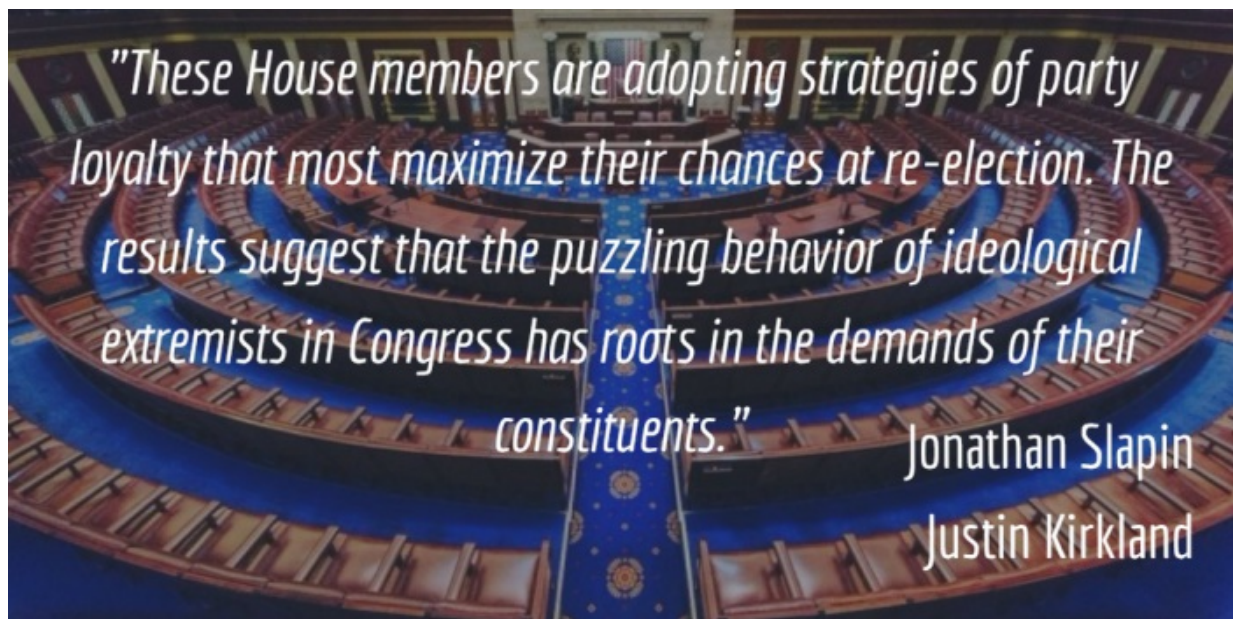 "These House members are adopting strategies of party
loyalty that most maximize their chances at re-election. The
results suggest that the puzzling behavior of ideological
extremists in Congress has roots in the demands of their
constituents."
Jonathan Slapin
Justin Kirkland